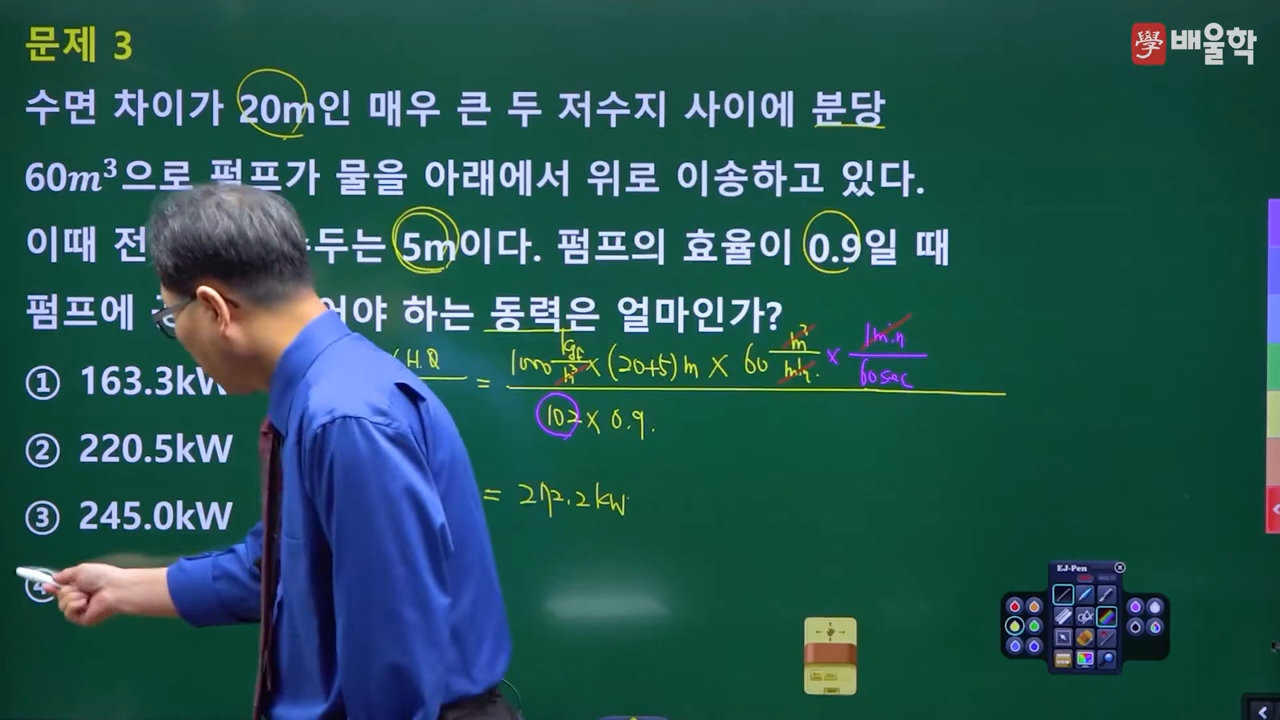 문제 3
學 배울학
수면 차이가 20m인 매우 큰 두 저수지 사이에 분당
60m³으로 펌프가 물을 아래에서 위로 이송하고 있다.
이때 전 두는 5m이다. 펌프의 효율이 0.9일 때
펌프에 야 하는 동력은 얼마인가?
H.Q = 1000 kgf/m³ × (20+5)m × 60 m³/min. × 1min/60sec
102 × 0.9.
① 163.3kW
② 220.5kW
= 272.2kW
③ 245.0kW
④
EJ-Pen